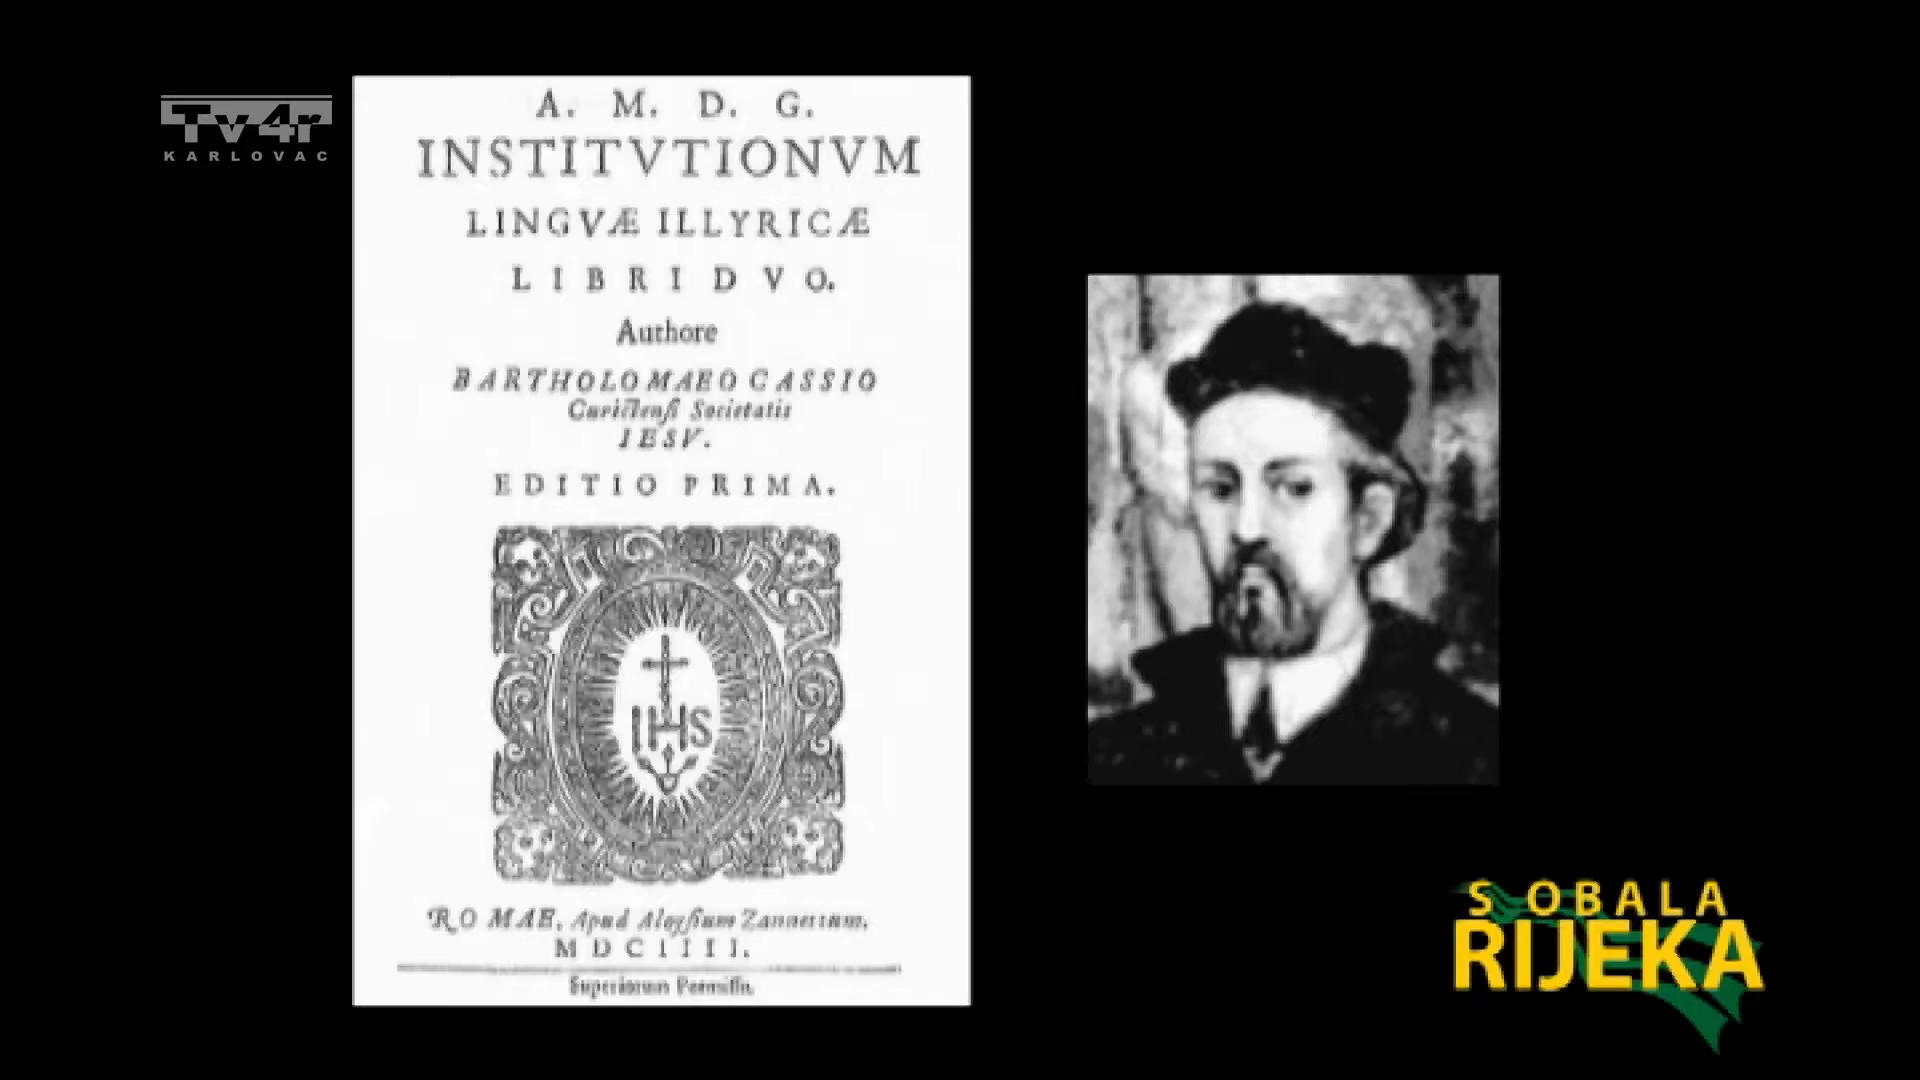 Tv4r
KARLOVAC
A. M. D. G.
INSTITVTIONVM
LINGVÆ ILLYRICÆ
LIBRI DVO.
Authore
BARTHOLOMAEO CASSIO
Curictensi Societatis
IESV.
EDITIO PRIMA.
IHS
ROMAE, Apud Aloysium Zannettum.
MDCIIII.
Superiorum Permissu.
S OBALA
RIJEKA